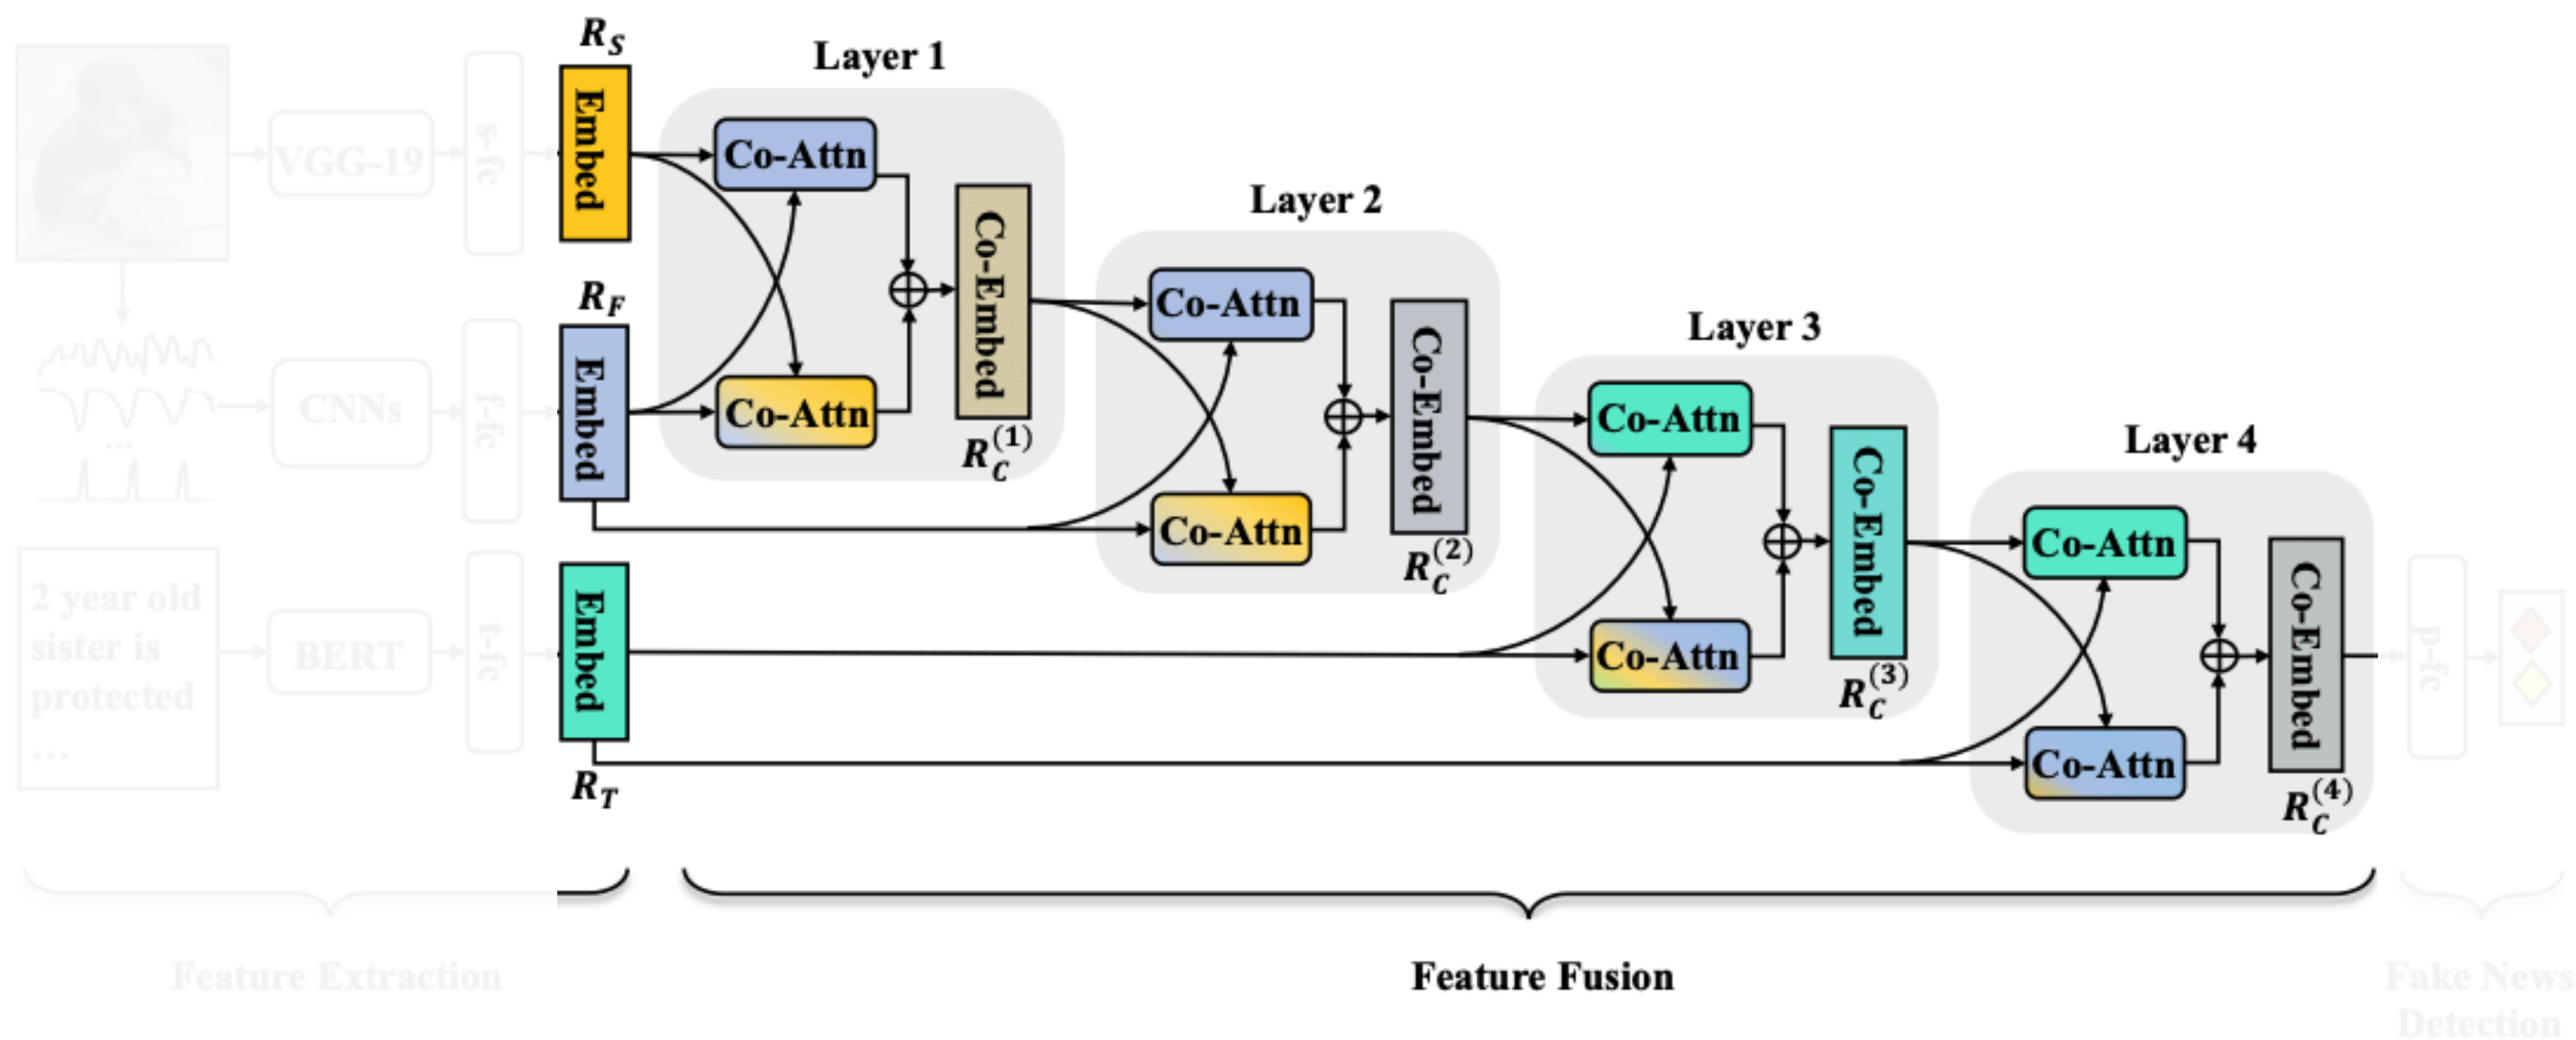 R_S
Layer 1
Embed
VGG-19
s-fc
Co-Attn
Co-Attn
Co-Embed
R_C^{(1)}
R_F
Embed
CNNs
f-fc
...
Layer 2
Co-Attn
Co-Attn
Co-Embed
R_C^{(2)}
Layer 3
Co-Attn
Co-Attn
Co-Embed
R_C^{(3)}
Layer 4
Co-Attn
Co-Attn
Co-Embed
R_C^{(4)}
2 year old
sister is
protected
...
BERT
t-fc
Embed
R_T
p-fc
Feature Extraction
Feature Fusion
Fake News
Detection